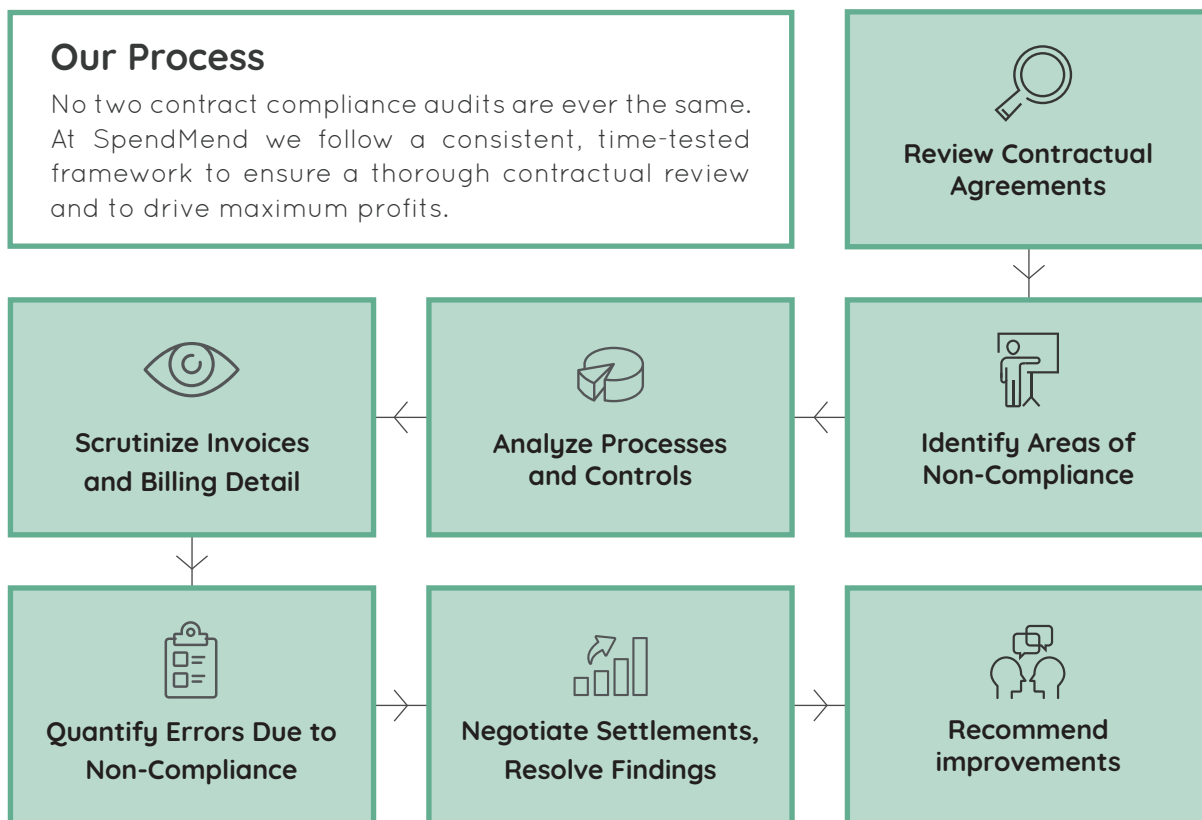 Our Process
No two contract compliance audits are ever the same.
At SpendMend we follow a consistent, time-tested
framework to ensure a thorough contractual review
and to drive maximum profits.
Review Contractual
Agreements
Identify Areas of
Non-Compliance
Analyze Processes
and Controls
Scrutinize Invoices
and Billing Detail
Quantify Errors Due to
Non-Compliance
Negotiate Settlements,
Resolve Findings
Recommend
improvements